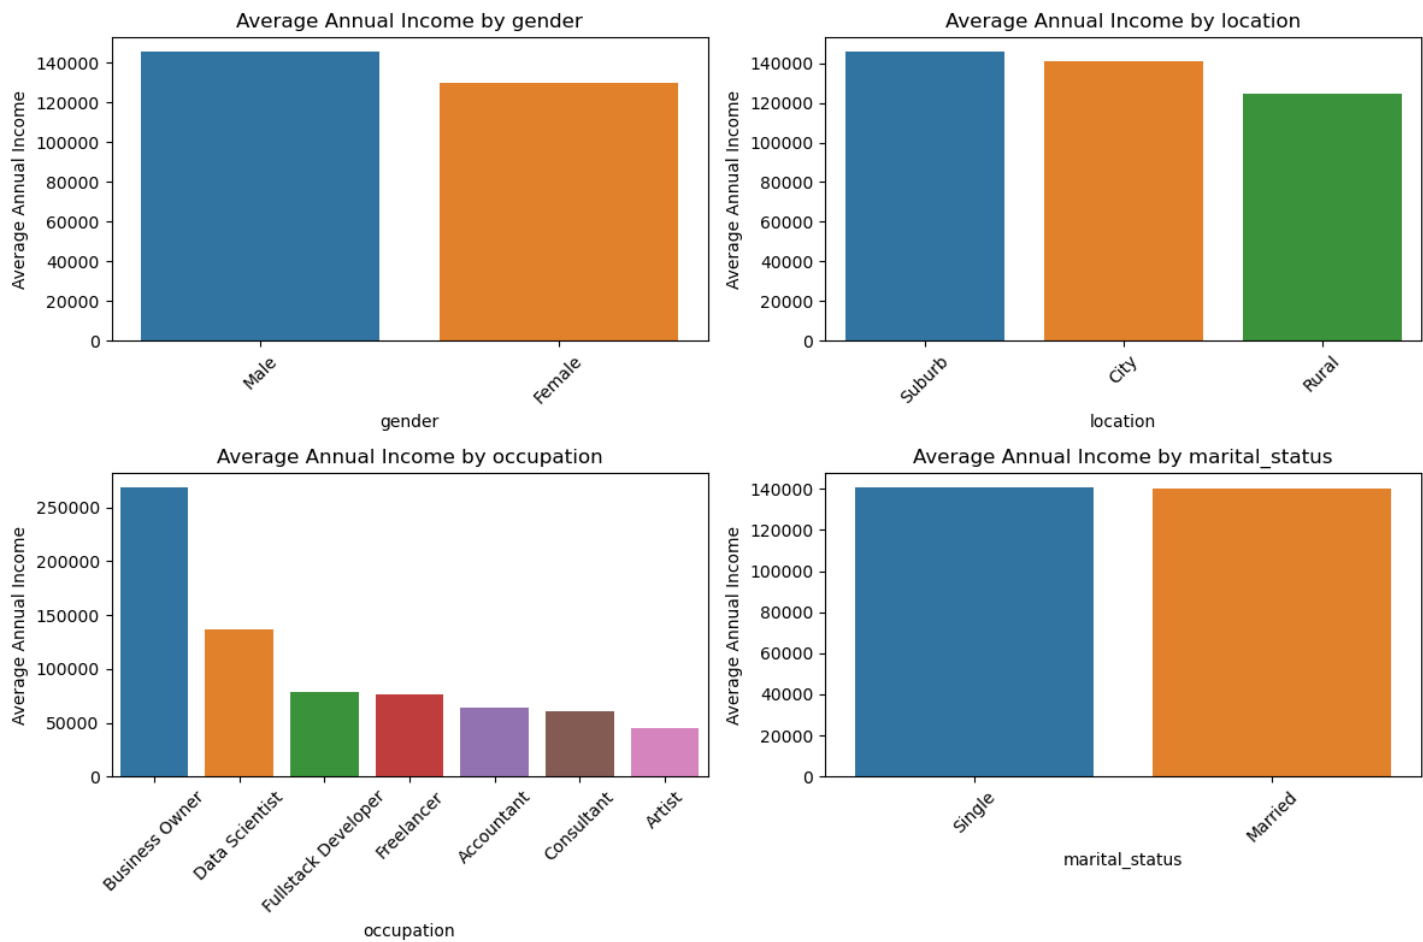 Average Annual Income by gender
Average Annual Income
140000
120000
100000
80000
60000
40000
20000
0
Male
Female
gender
Average Annual Income by location
Average Annual Income
140000
120000
100000
80000
60000
40000
20000
0
Suburb
City
Rural
location
Average Annual Income by occupation
Average Annual Income
250000
200000
150000
100000
50000
0
Business Owner
Data Scientist
Fullstack Developer
Freelancer
Accountant
Consultant
Artist
occupation
Average Annual Income by marital_status
Average Annual Income
140000
120000
100000
80000
60000
40000
20000
0
Single
Married
marital_status